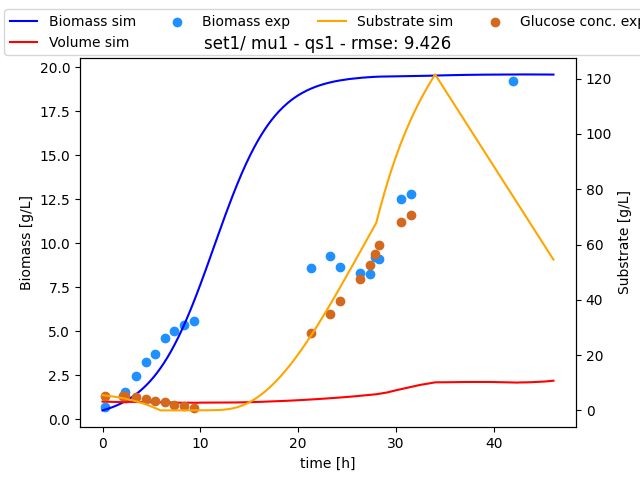 Biomass sim Biomass exp Substrate sim Glucose conc. exp
Volume sim
set1/ mu1 - qs1 - rmse: 9.426
20.0
17.5
15.0
12.5
10.0
7.5
5.0
2.5
0.0
Biomass [g/L]
0 10 20 30 40
time [h]
120
100
80
60
40
20
0
Substrate [g/L]